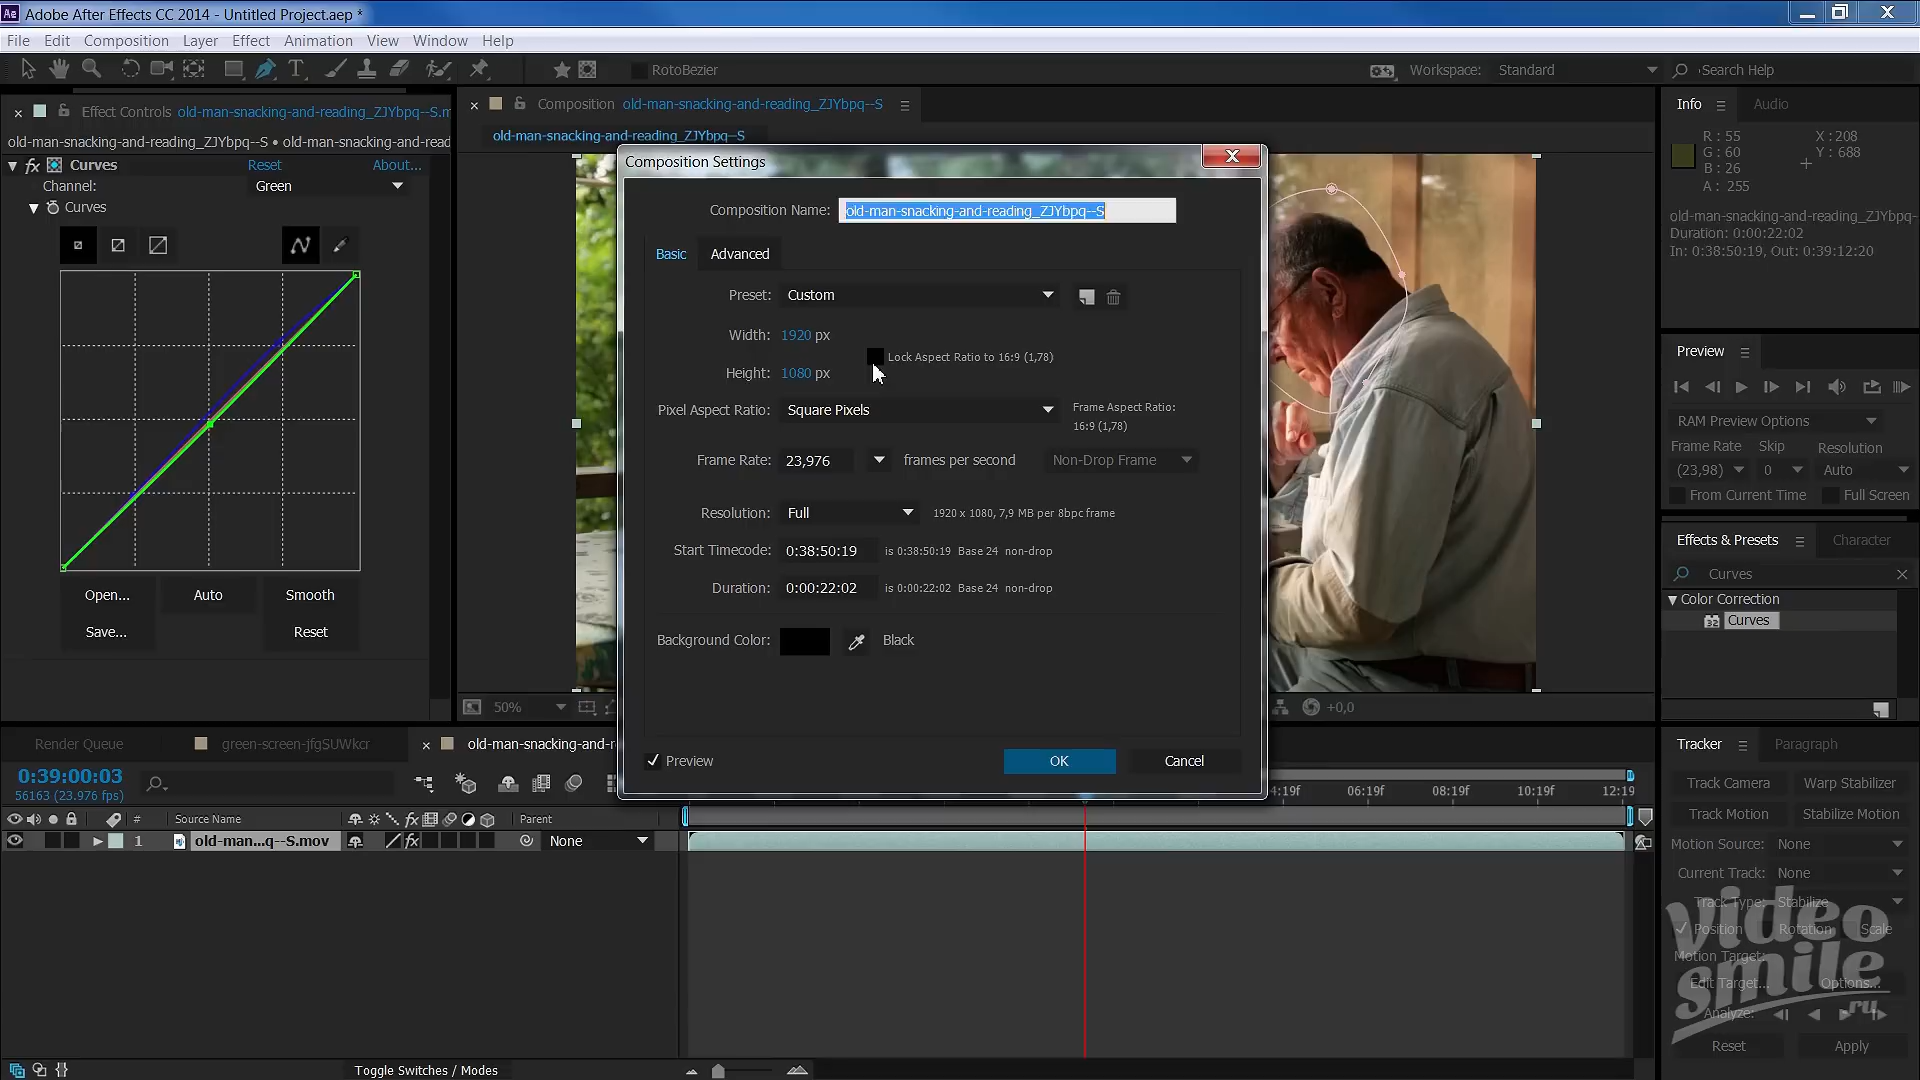 Ae Adobe After Effects CC 2014 - Untitled Project.aep *
File Edit Composition Layer Effect Animation View Window Help
RotoBezier
Workspace: Standard
Search Help
Effect Controls old-man-snacking-and-reading_ZJYbpq--S.m
old-man-snacking-and-reading_ZJYbpq--S • old-man-snacking-and-read
fx Curves Reset About...
Channel: Green
Curves
Open... Auto Smooth
Save... Reset
Composition old-man-snacking-and-reading_ZJYbpq--S
old-man-snacking-and-reading_ZJYbpq--S
Composition Settings
Composition Name: old-man-snacking-and-reading_ZJYbpq--S
Basic Advanced
Preset: Custom
Width: 1920 px
Lock Aspect Ratio to 16:9 (1,78)
Height: 1080 px
Pixel Aspect Ratio: Square Pixels
Frame Aspect Ratio:
16:9 (1,78)
Frame Rate: 23,976 frames per second Non-Drop Frame
Resolution: Full 1920 x 1080, 7,9 MB per 8bpc frame
Start Timecode: 0:38:50:19 is 0:38:50:19 Base 24 non-drop
Duration: 0:00:22:02 is 0:00:22:02 Base 24 non-drop
Background Color: Black
Preview OK Cancel
50%
+0,0
Info Audio
R : 55 X : 208
G : 60 Y : 688
B : 26
A : 255
old-man-snacking-and-reading_ZJYbpq-
Duration: 0:00:22:02
In: 0:38:50:19, Out: 0:39:12:20
Preview
RAM Preview Options
Frame Rate Skip Resolution
(23,98) 0 Auto
From Current Time Full Screen
Effects & Presets Character
Curves
Color Correction
32 Curves
Tracker Paragraph
Track Camera Warp Stabilizer
Track Motion Stabilize Motion
Motion Source: None
Current Track: None
Track Type: Stabilize
Position Rotation Scale
Motion Target:
Edit Target... Options...
Analyze:
Reset Apply
video
smile
.ru
Render Queue green-screen-jfgSUWkcr old-man-snacking-and-r
0:39:00:03
56163 (23.976 fps)
4:19f 06:19f 08:19f 10:19f 12:19
# Source Name fx Parent
1 old-man...q--S.mov fx None
Toggle Switches / Modes